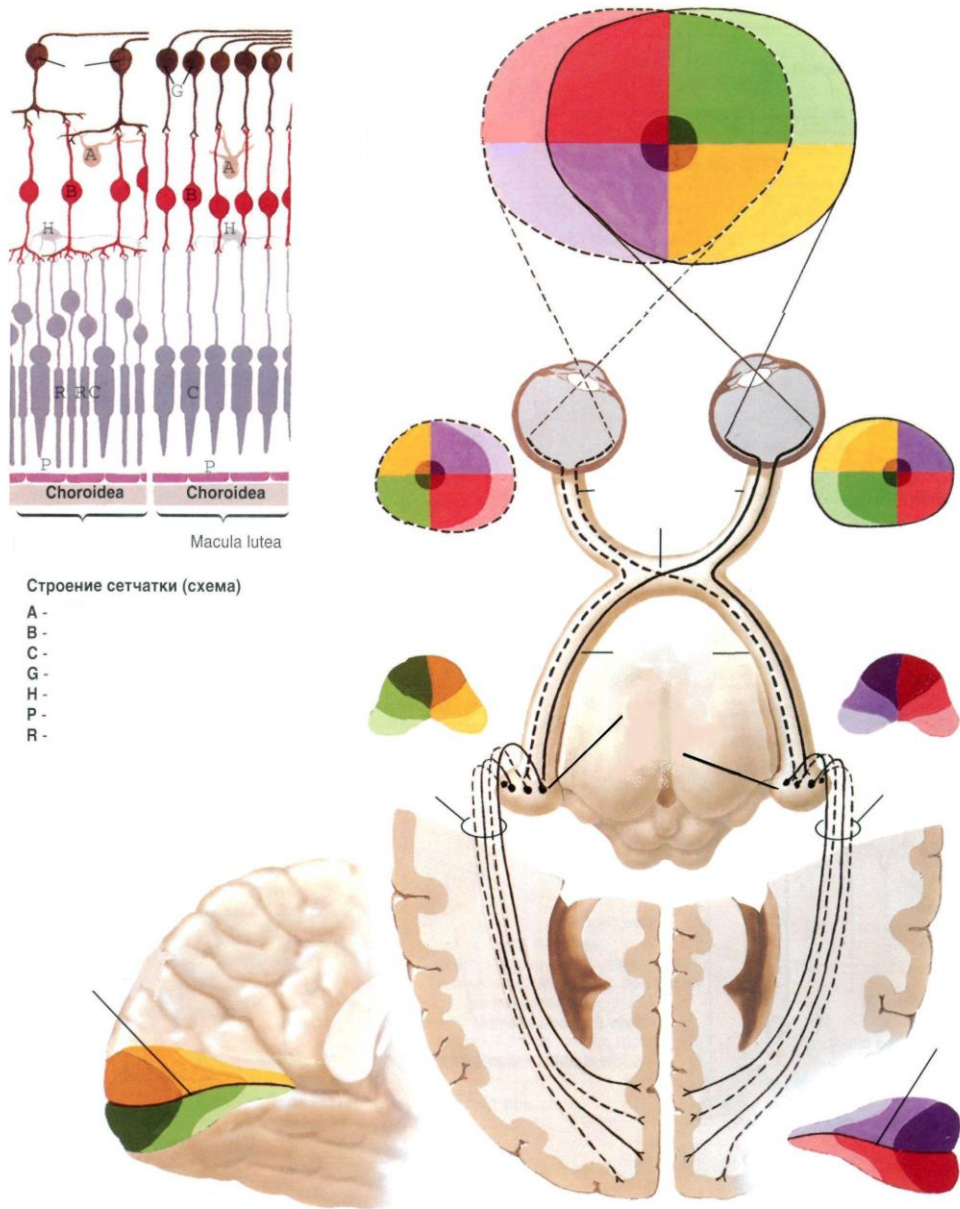 G
A
A
B
B
H
H
R
R
C
C
P
P
Choroidea
Choroidea
Macula lutea
Строение сетчатки (схема)
A -
B -
C -
G -
H -
P -
R -